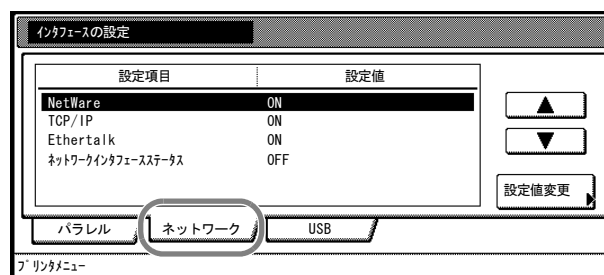 ｲﾝﾀﾌｪｰｽの設定
設定項目 設定値
NetWare ON
TCP/IP ON
Ethertalk ON
ﾈｯﾄﾜｰｸｲﾝﾀﾌｪｰｽｽﾃｰﾀｽ OFF
▲
▼
設定値変更
パラレル ネットワーク USB
ﾌﾟﾘﾝﾀﾒﾆｭｰ